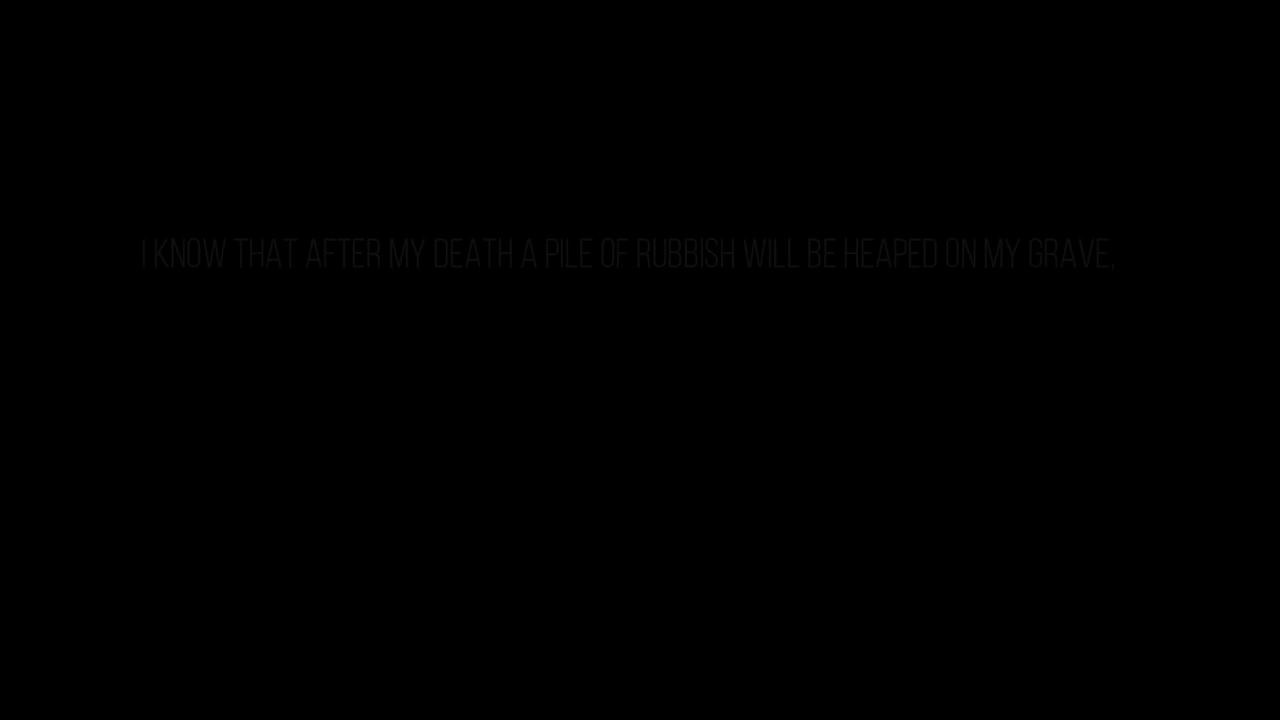 I KNOW THAT AFTER MY DEATH A PILE OF RUBBISH WILL BE HEAPED ON MY GRAVE,